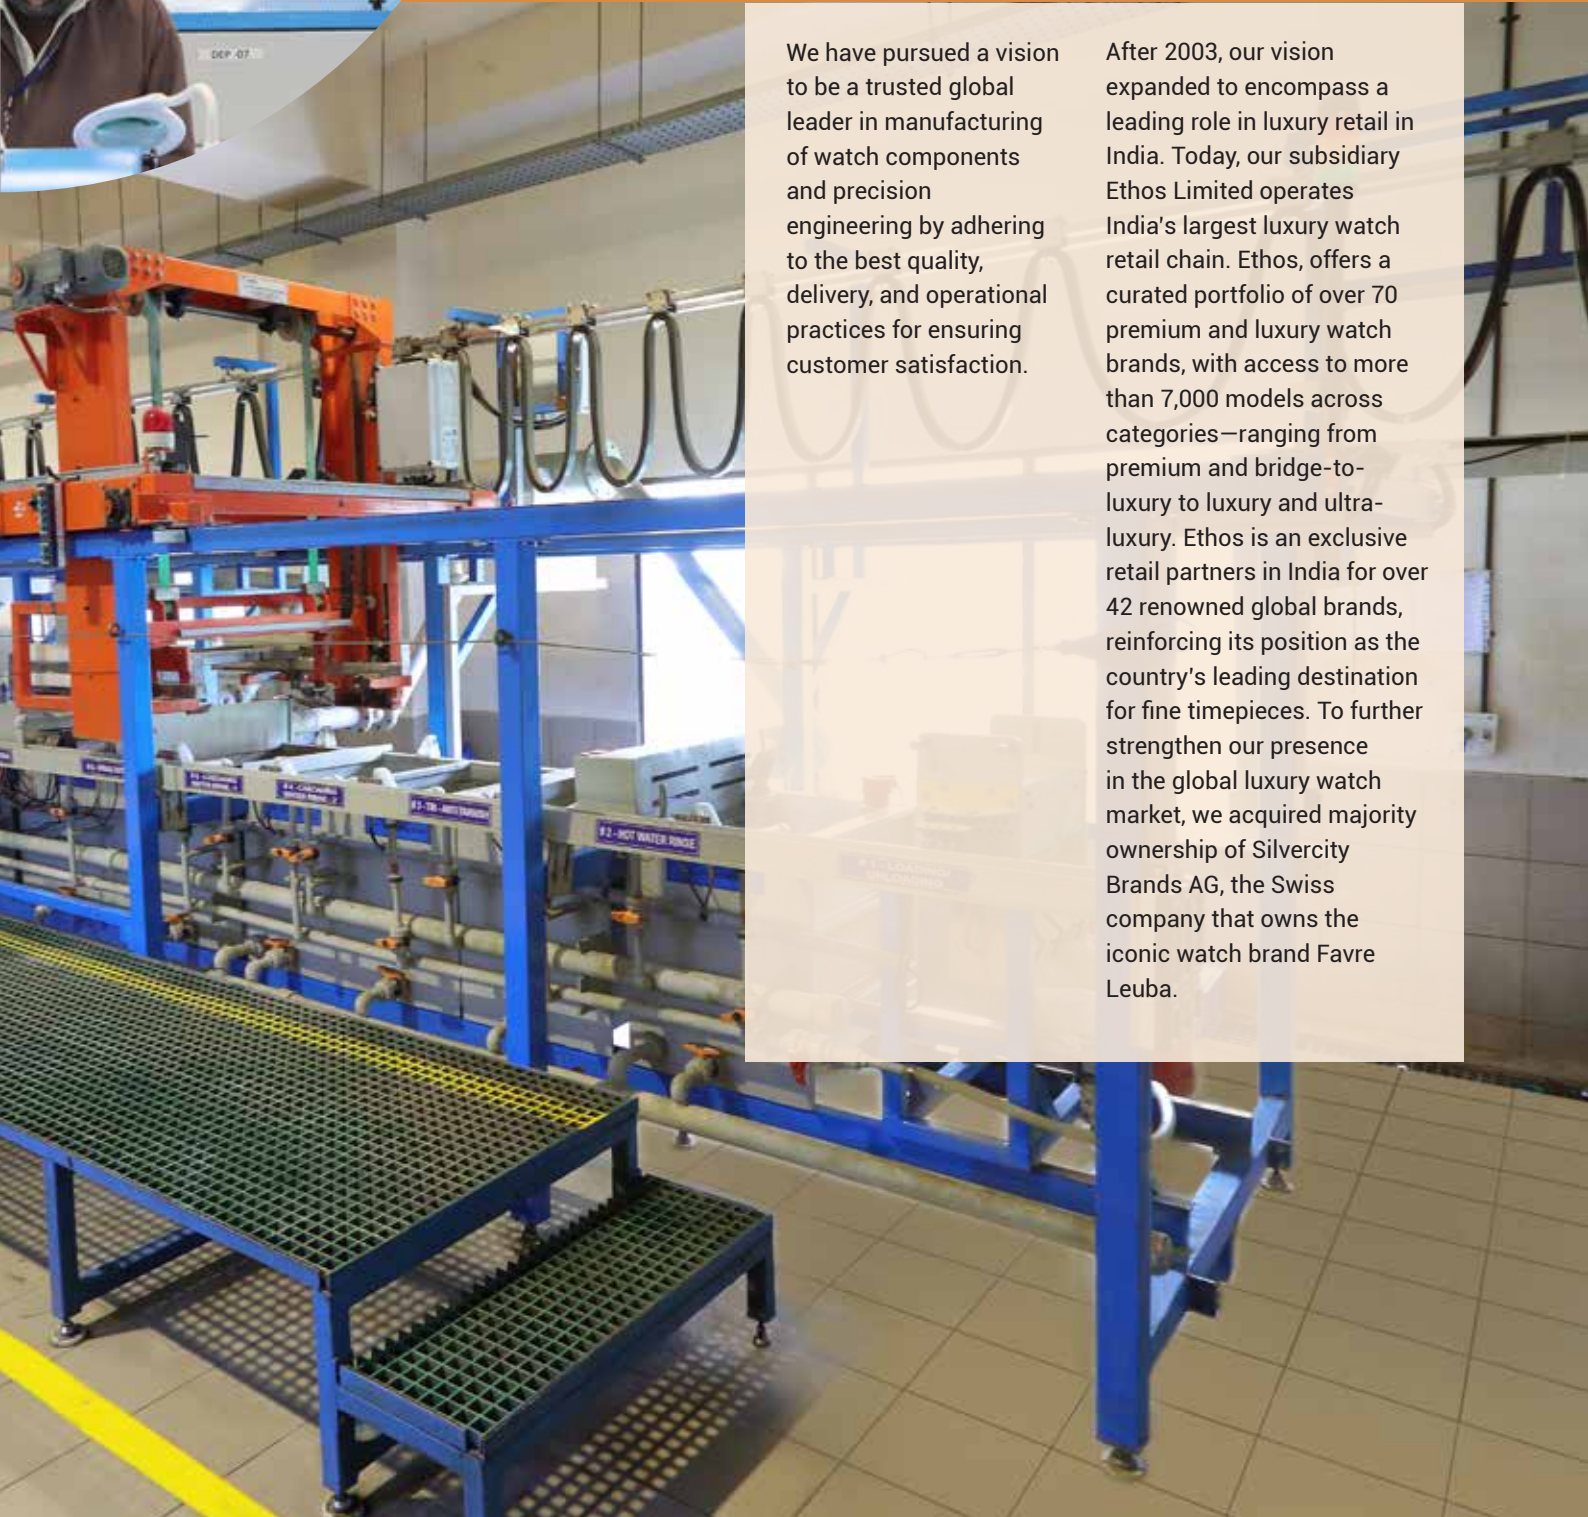 DEP -07
We have pursued a vision
to be a trusted global
leader in manufacturing
of watch components
and precision
engineering by adhering
to the best quality,
delivery, and operational
practices for ensuring
customer satisfaction.
After 2003, our vision
expanded to encompass a
leading role in luxury retail in
India. Today, our subsidiary
Ethos Limited operates
India's largest luxury watch
retail chain. Ethos, offers a
curated portfolio of over 70
premium and luxury watch
brands, with access to more
than 7,000 models across
categories—ranging from
premium and bridge-to-
luxury to luxury and ultra-
luxury. Ethos is an exclusive
retail partners in India for over
42 renowned global brands,
reinforcing its position as the
country's leading destination
for fine timepieces. To further
strengthen our presence
in the global luxury watch
market, we acquired majority
ownership of Silvercity
Brands AG, the Swiss
company that owns the
iconic watch brand Favre
Leuba.
# 2 - HOT WATER RINSE